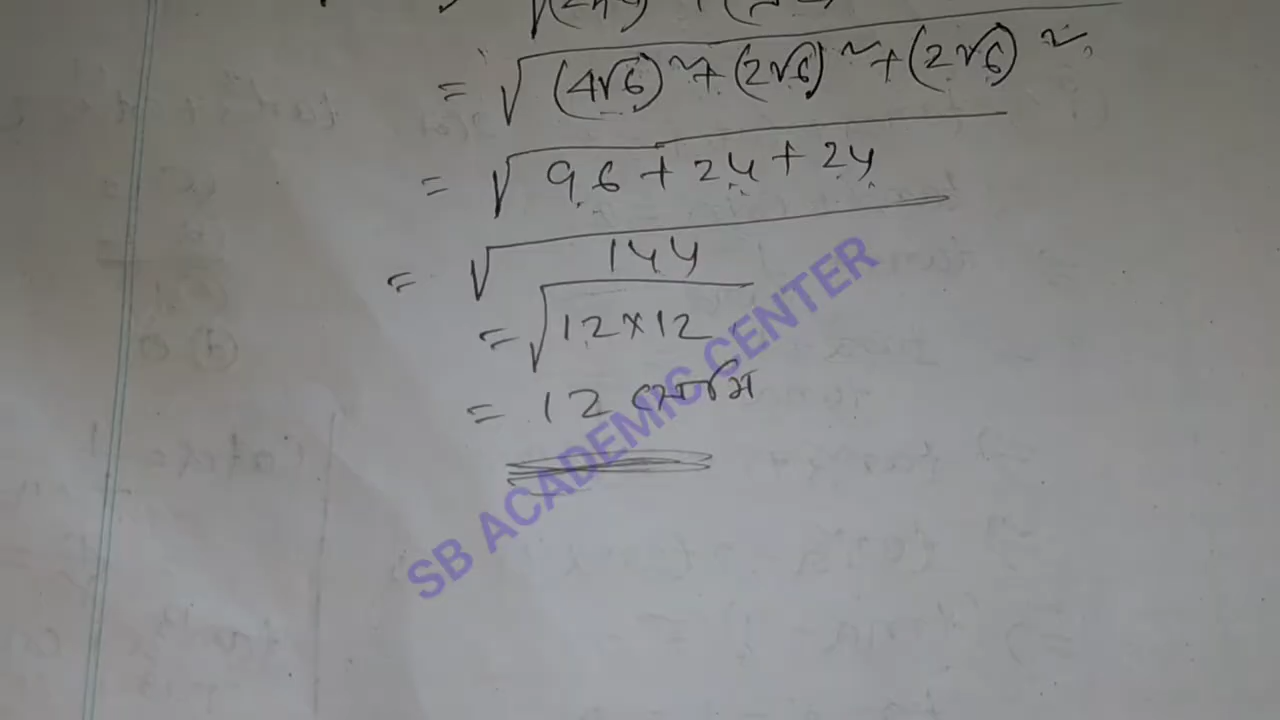 = √(4√6)² + (2√6)² + (2√6)²
= √96 + 24 + 24
= √144
= √12×12
= 12 সেমি
SB ACADEMIC CENTER